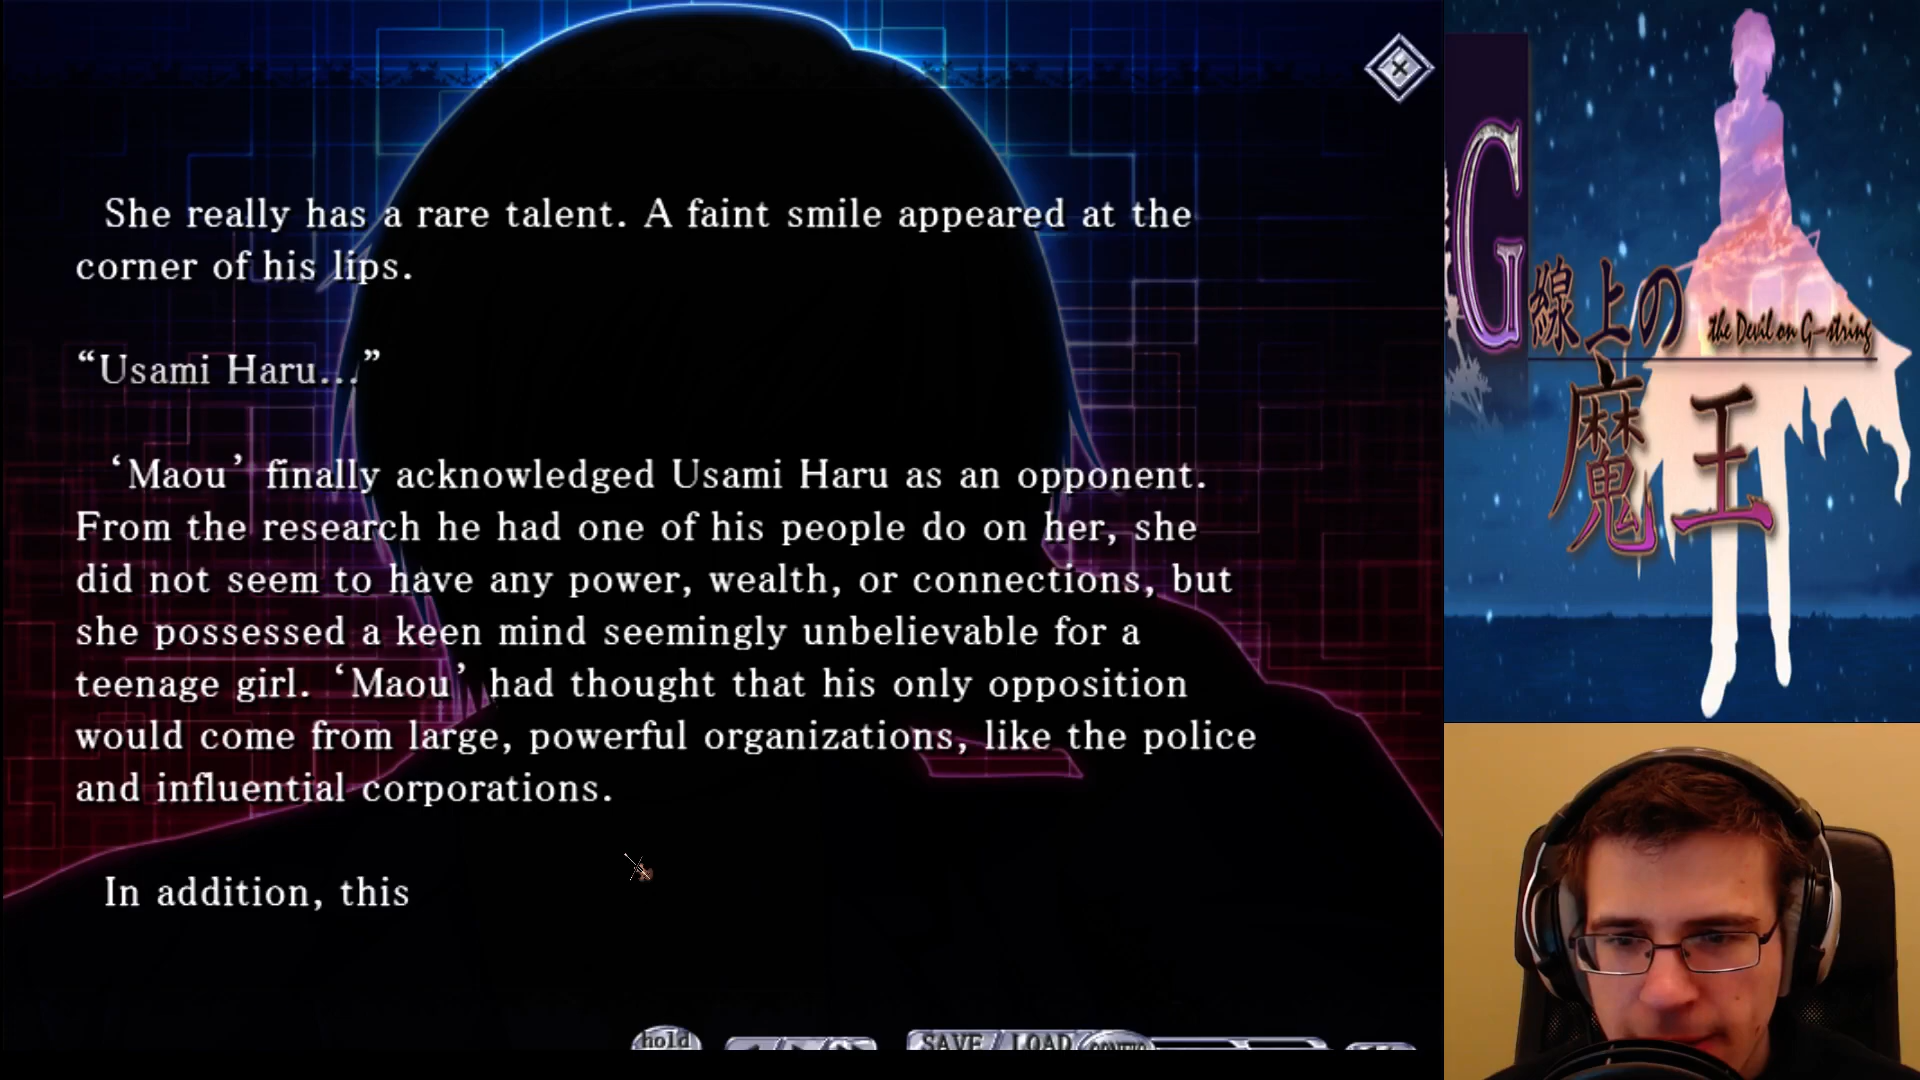 She really has a rare talent. A faint smile appeared at the
corner of his lips.
“Usami Haru...”
‘Maou’ finally acknowledged Usami Haru as an opponent.
From the research he had one of his people do on her, she
did not seem to have any power, wealth, or connections, but
she possessed a keen mind seemingly unbelievable for a
teenage girl. ‘Maou’ had thought that his only opposition
would come from large, powerful organizations, like the police
and influential corporations.
In addition, this
hold
SAVE / LOAD
G線上の
the Devil on G-string
魔王